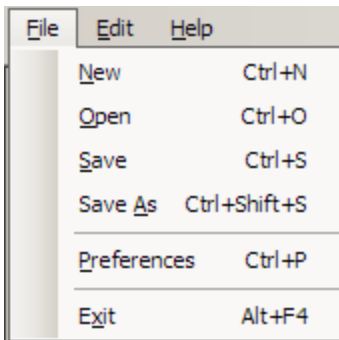 File Edit Help
New Ctrl+N
Open Ctrl+O
Save Ctrl+S
Save As Ctrl+Shift+S
Preferences Ctrl+P
Exit Alt+F4